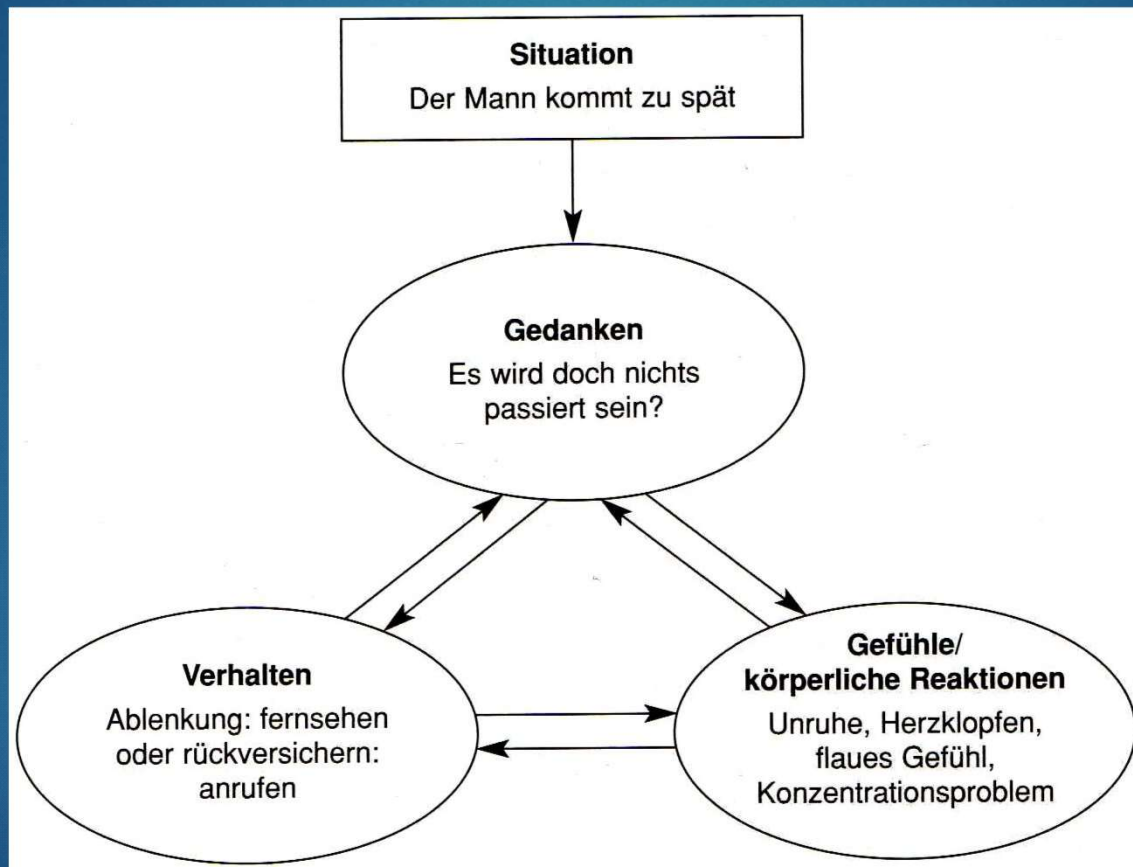 Situation
Der Mann kommt zu spät
Gedanken
Es wird doch nichts
passiert sein?
Verhalten
Ablenkung: fernsehen
oder rückversichern:
anrufen
Gefühle/
körperliche Reaktionen
Unruhe, Herzklopfen,
flaues Gefühl,
Konzentrationsproblem